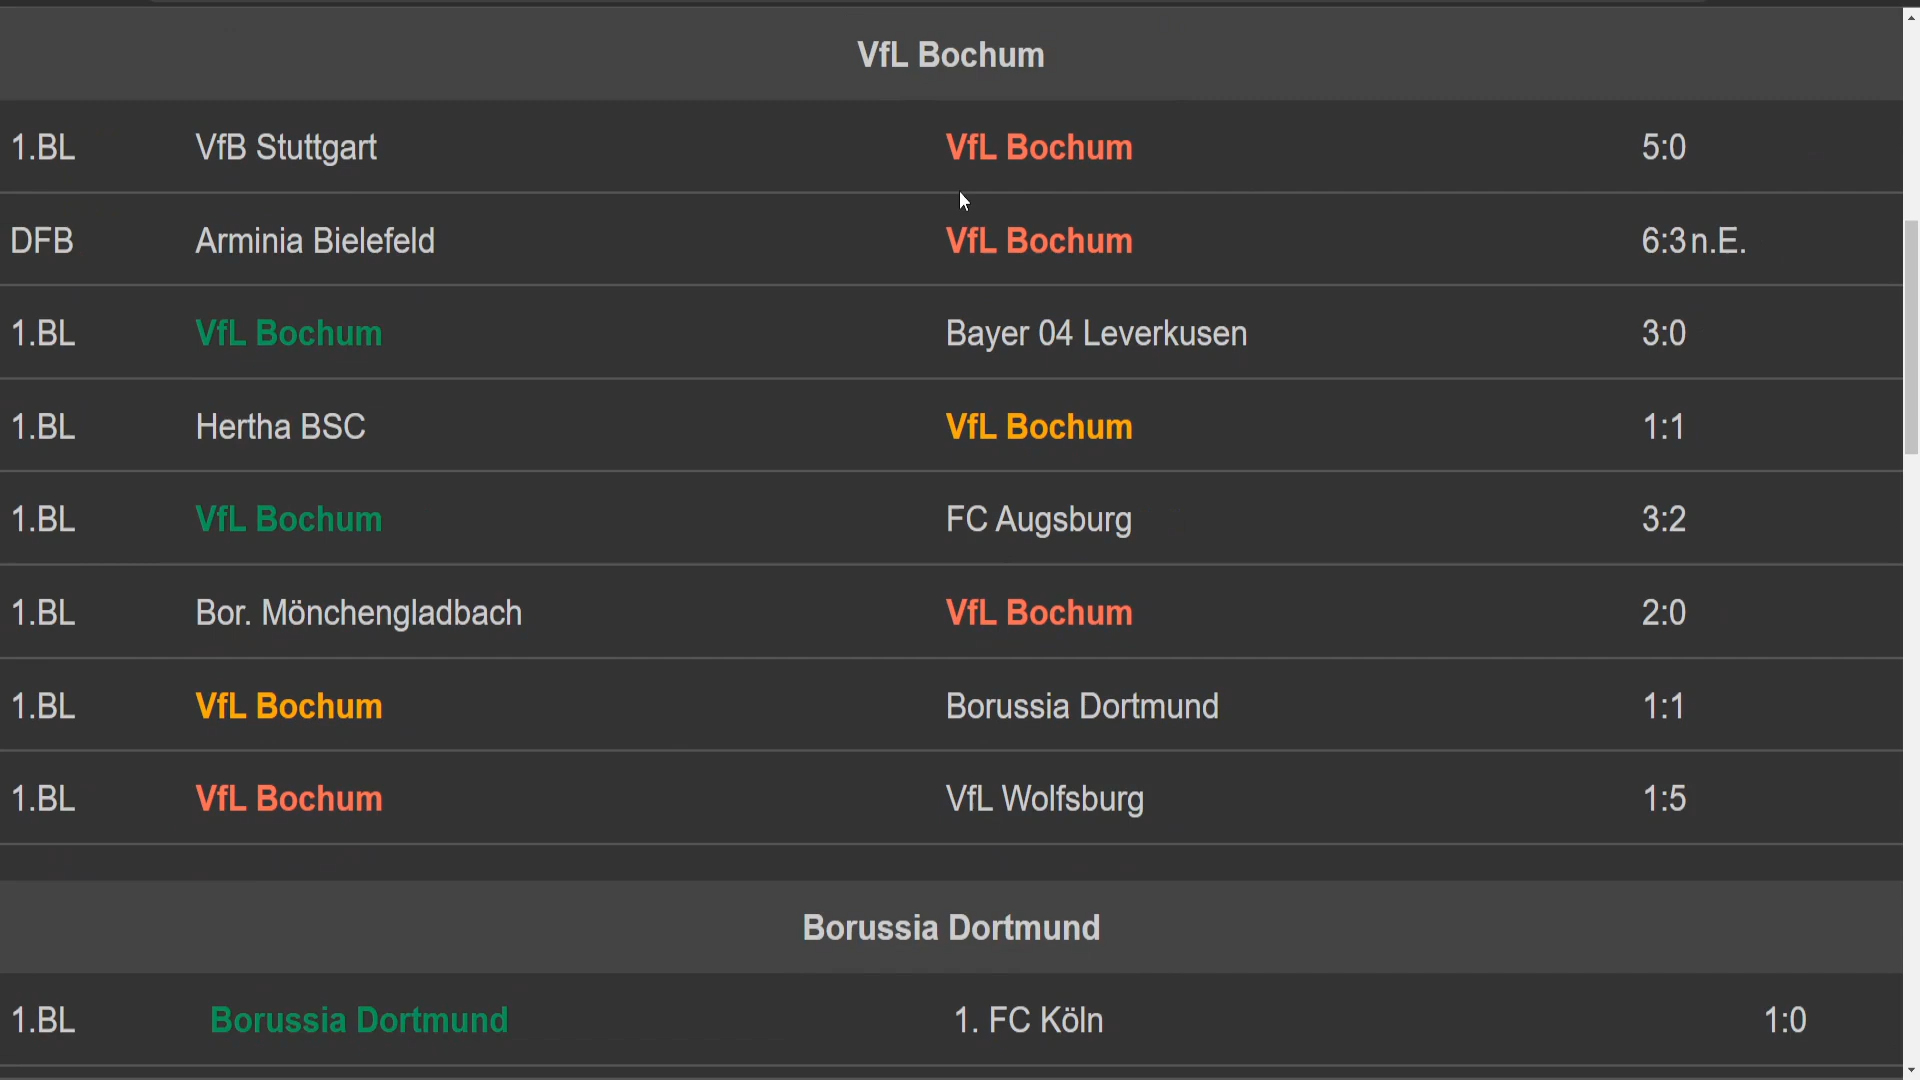 VfL Bochum
1.BL VfB Stuttgart VfL Bochum 5:0
DFB Arminia Bielefeld VfL Bochum 6:3 n.E.
1.BL VfL Bochum Bayer 04 Leverkusen 3:0
1.BL Hertha BSC VfL Bochum 1:1
1.BL VfL Bochum FC Augsburg 3:2
1.BL Bor. Mönchengladbach VfL Bochum 2:0
1.BL VfL Bochum Borussia Dortmund 1:1
1.BL VfL Bochum VfL Wolfsburg 1:5
Borussia Dortmund
1.BL Borussia Dortmund 1. FC Köln 1:0